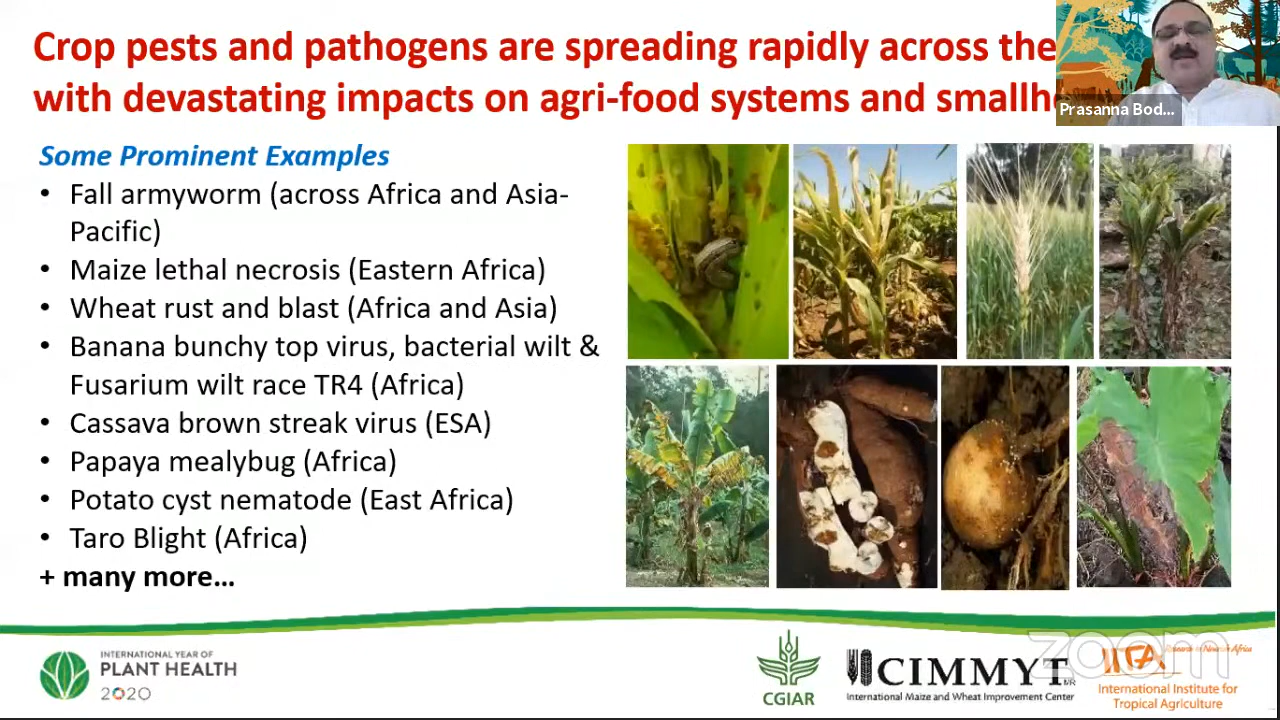 Crop pests and pathogens are spreading rapidly across the
with devastating impacts on agri-food systems and smallh
Prasanna Bod...
Some Prominent Examples
• Fall armyworm (across Africa and Asia-
Pacific)
• Maize lethal necrosis (Eastern Africa)
• Wheat rust and blast (Africa and Asia)
• Banana bunchy top virus, bacterial wilt &
Fusarium wilt race TR4 (Africa)
• Cassava brown streak virus (ESA)
• Papaya mealybug (Africa)
• Potato cyst nematode (East Africa)
• Taro Blight (Africa)
+ many more...
INTERNATIONAL YEAR OF
PLANT HEALTH
2020
CGIAR
CIMMYT
International Maize and Wheat Improvement Center
zoom
IITA
International Institute for
Tropical Agriculture